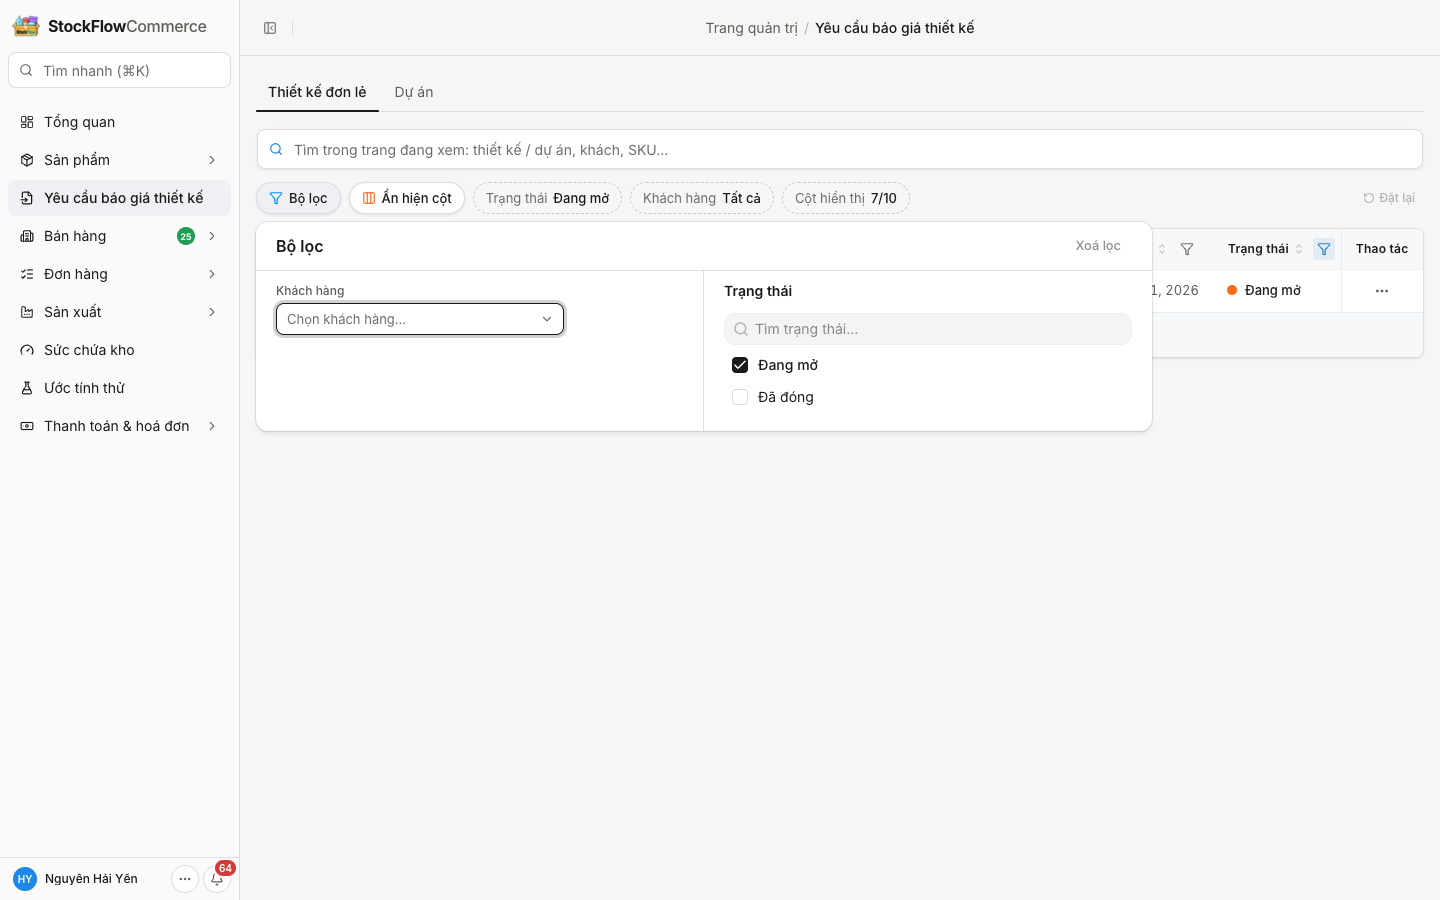 StockFlowCommerce
Tìm nhanh (⌘K)
Tổng quan
Sản phẩm
Yêu cầu báo giá thiết kế
Bán hàng 25
Đơn hàng
Sản xuất
Sức chứa kho
Ước tính thử
Thanh toán & hoá đơn
HY Nguyễn Hải Yến 64
Trang quản trị / Yêu cầu báo giá thiết kế
Thiết kế đơn lẻ Dự án
Tìm trong trang đang xem: thiết kế / dự án, khách, SKU...
Bộ lọc Ẩn hiện cột Trạng thái Đang mở Khách hàng Tất cả Cột hiển thị 7/10 Đặt lại
Bộ lọc Xoá lọc
Khách hàng
Chọn khách hàng...
Trạng thái
Tìm trạng thái...
Đang mở
Đã đóng
Trạng thái Thao tác
1, 2026 Đang mở